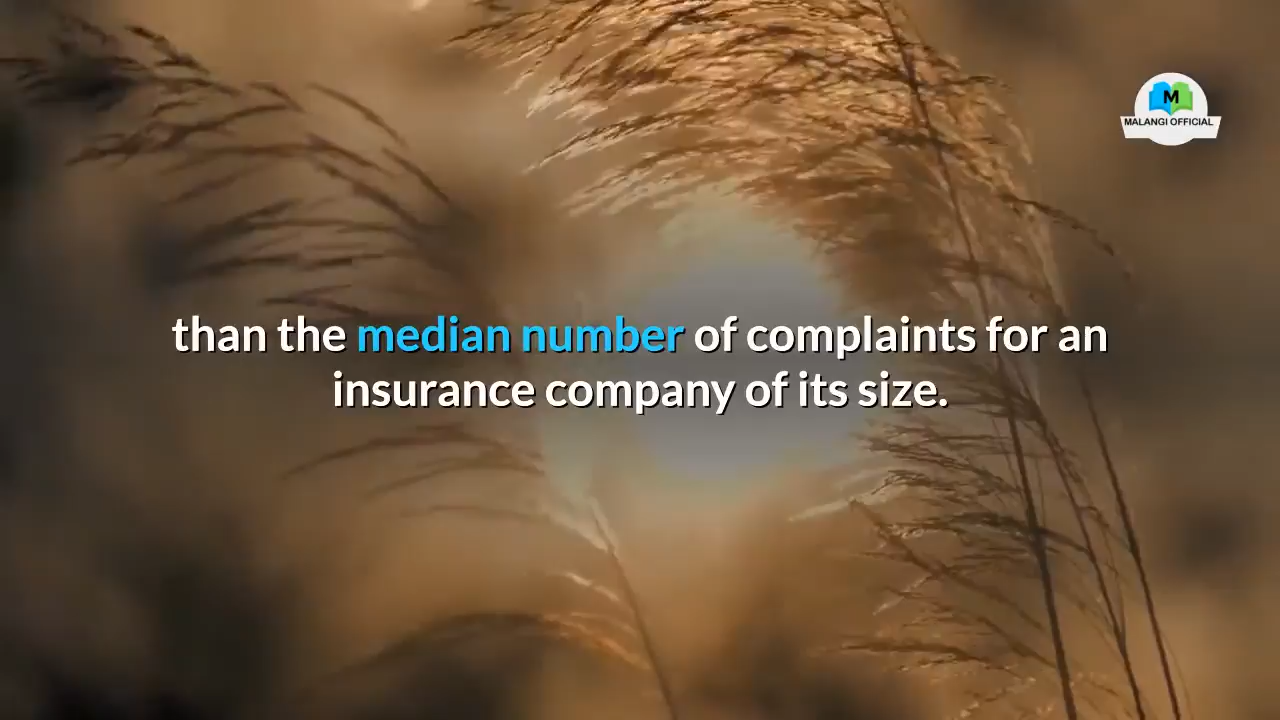 M
MALANGI OFFICIAL
than the median number of complaints for an
insurance company of its size.